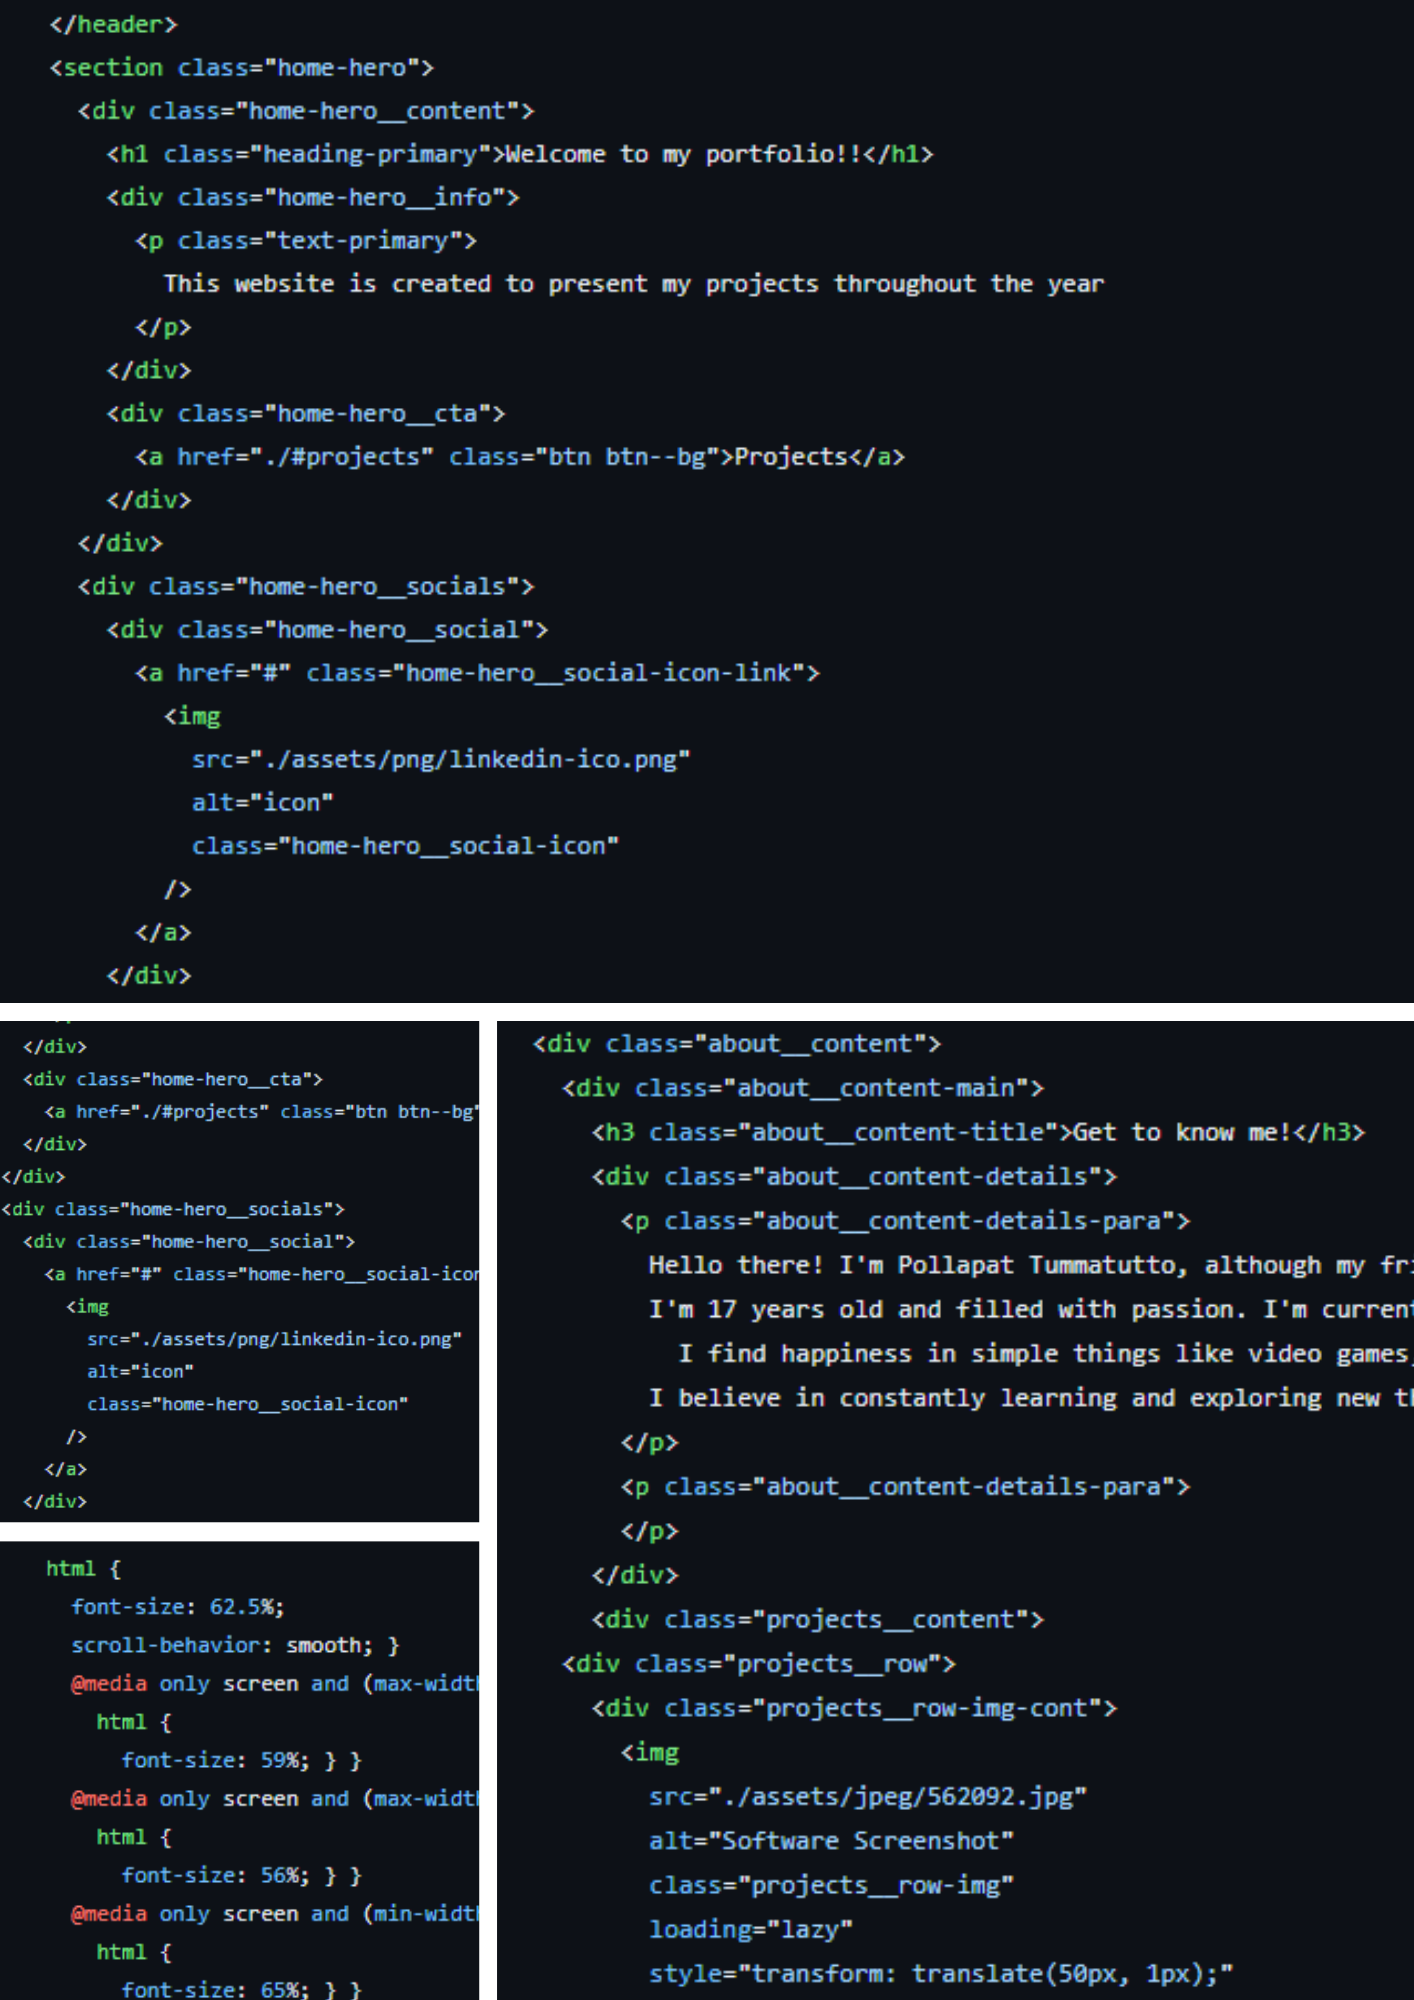 </header>
<section class="home-hero">
<div class="home-hero__content">
<h1 class="heading-primary">Welcome to my portfolio!!</h1>
<div class="home-hero__info">
<p class="text-primary">
This website is created to present my projects throughout the year
</p>
</div>
<div class="home-hero__cta">
<a href="./#projects" class="btn btn--bg">Projects</a>
</div>
</div>
<div class="home-hero__socials">
<div class="home-hero__social">
<a href="#" class="home-hero__social-icon-link">
<img
src="./assets/png/linkedin-ico.png"
alt="icon"
class="home-hero__social-icon"
/>
</a>
</div>
</div>
<div class="home-hero__cta">
<a href="./#projects" class="btn btn--bg"
</div>
</div>
<div class="home-hero__socials">
<div class="home-hero__social">
<a href="#" class="home-hero__social-icon
<img
src="./assets/png/linkedin-ico.png"
alt="icon"
class="home-hero__social-icon"
/>
</a>
</div>
html {
font-size: 62.5%;
scroll-behavior: smooth; }
@media only screen and (max-width
html {
font-size: 59%; } }
@media only screen and (max-width
html {
font-size: 56%; } }
@media only screen and (min-width
html {
font-size: 65%; } }
<div class="about__content">
<div class="about__content-main">
<h3 class="about__content-title">Get to know me!</h3>
<div class="about__content-details">
<p class="about__content-details-para">
Hello there! I'm Pollapat Tummatutto, although my
I'm 17 years old and filled with passion. I'm
I find happiness in simple things like video games,
I believe in constantly learning and exploring new
</p>
<p class="about__content-details-para">
</p>
</div>
<div class="projects__content">
<div class="projects__row">
<div class="projects__row-img-cont">
<img
src="./assets/jpeg/562092.jpg"
alt="Software Screenshot"
class="projects__row-img"
loading="lazy"
style="transform: translate(50px, 1px);"